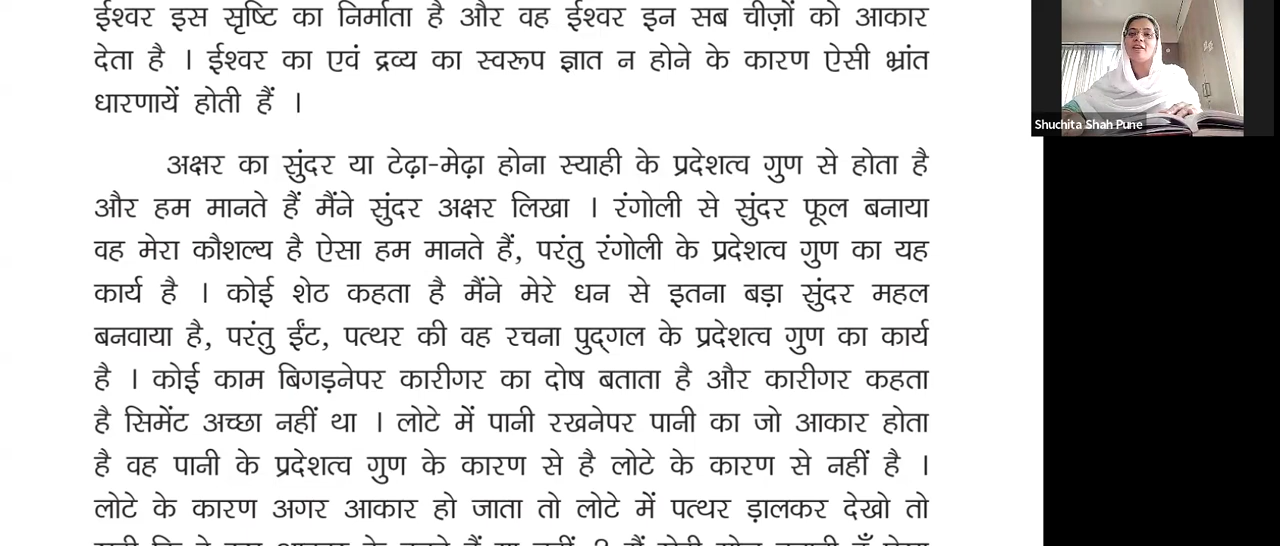 ईश्वर इस सृष्टि का निर्माता है और वह ईश्वर इन सब चीज़ों को आकार
देता है । ईश्वर का एवं द्रव्य का स्वरूप ज्ञात न होने के कारण ऐसी भ्रांत
धारणायें होती हैं ।
अक्षर का सुंदर या टेढ़ा-मेढ़ा होना स्याही के प्रदेशत्व गुण से होता है
और हम मानते हैं मैंने सुंदर अक्षर लिखा । रंगोली से सुंदर फूल बनाया
वह मेरा कौशल्य है ऐसा हम मानते हैं, परंतु रंगोली के प्रदेशत्व गुण का यह
कार्य है । कोई शेठ कहता है मैंने मेरे धन से इतना बड़ा सुंदर महल
बनवाया है, परंतु ईंट, पत्थर की वह रचना पुद्गल के प्रदेशत्व गुण का कार्य
है । कोई काम बिगड़नेपर कारीगर का दोष बताता है और कारीगर कहता
है सिमेंट अच्छा नहीं था । लोटे में पानी रखनेपर पानी का जो आकार होता
है वह पानी के प्रदेशत्व गुण के कारण से है लोटे के कारण से नहीं है ।
लोटे के कारण अगर आकार हो जाता तो लोटे में पत्थर ड़ालकर देखो तो
Shuchita Shah Pune